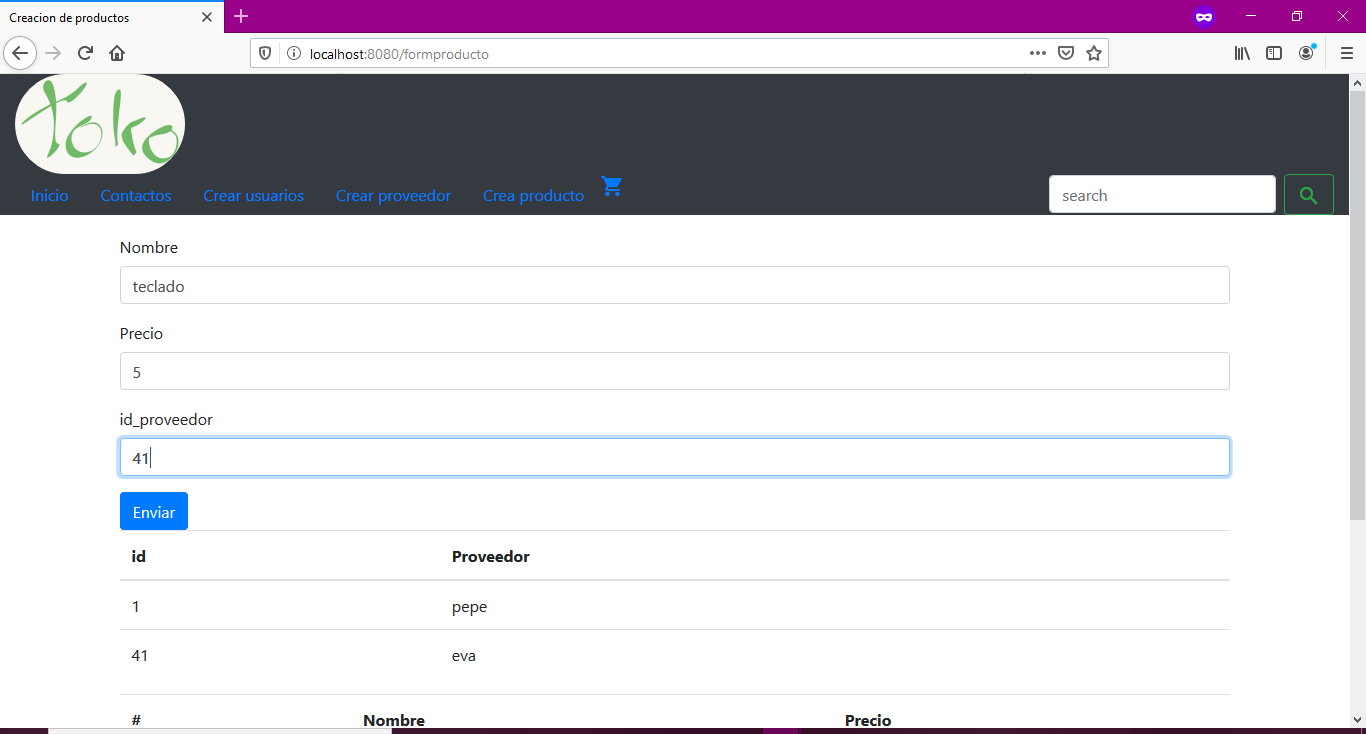 Creacion de productos
localhost:8080/formproducto
toko
Inicio Contactos Crear usuarios Crear proveedor Crea producto search
Nombre
teclado
Precio
5
id_proveedor
41
Enviar
id Proveedor
1 pepe
41 eva
# Nombre Precio